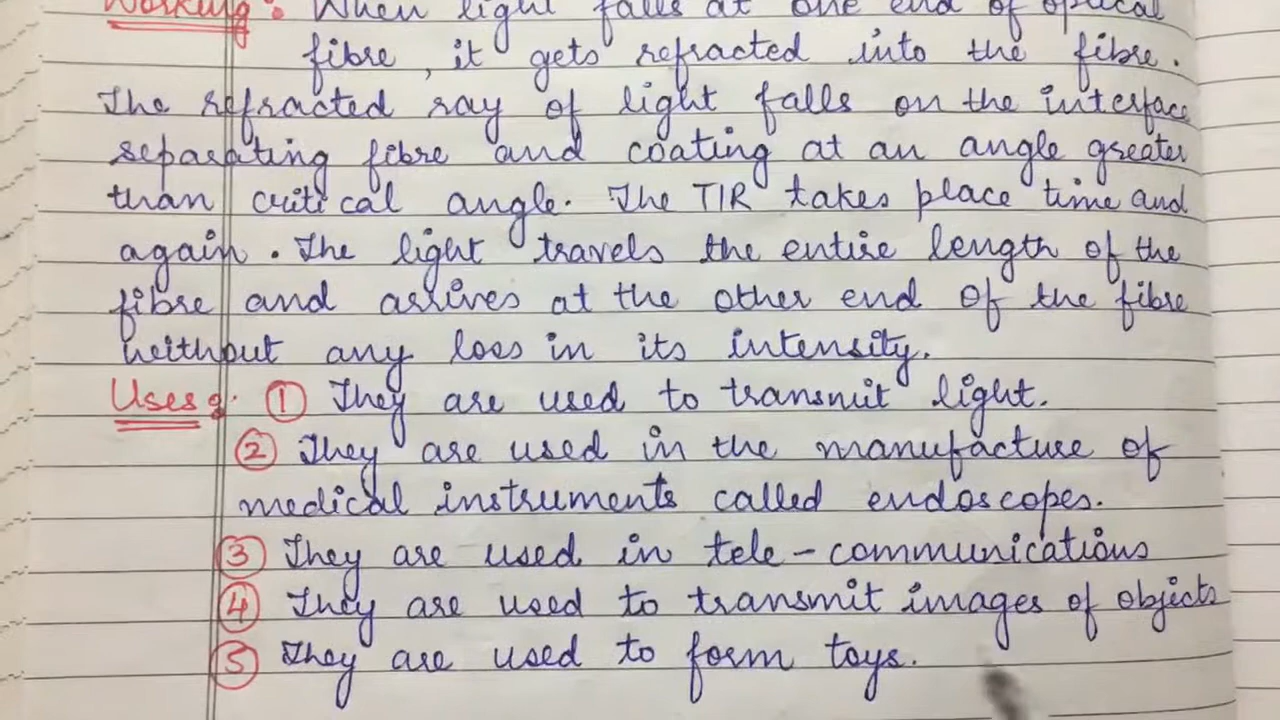 Working : When light falls at one end of optical
fibre, it gets refracted into the fibre.
The refracted ray of light falls on the interface
separating fibre and coating at an angle greater
than critical angle. The TIR takes place time and
again. The light travels the entire length of the
fibre and arrives at the other end of the fibre
without any loss in its intensity.
Uses :- ① They are used to transmit light.
② They are used in the manufacture of
medical instruments called endoscopes.
③ They are used in tele-communications
④ They are used to transmit images of objects
⑤ They are used to form toys.